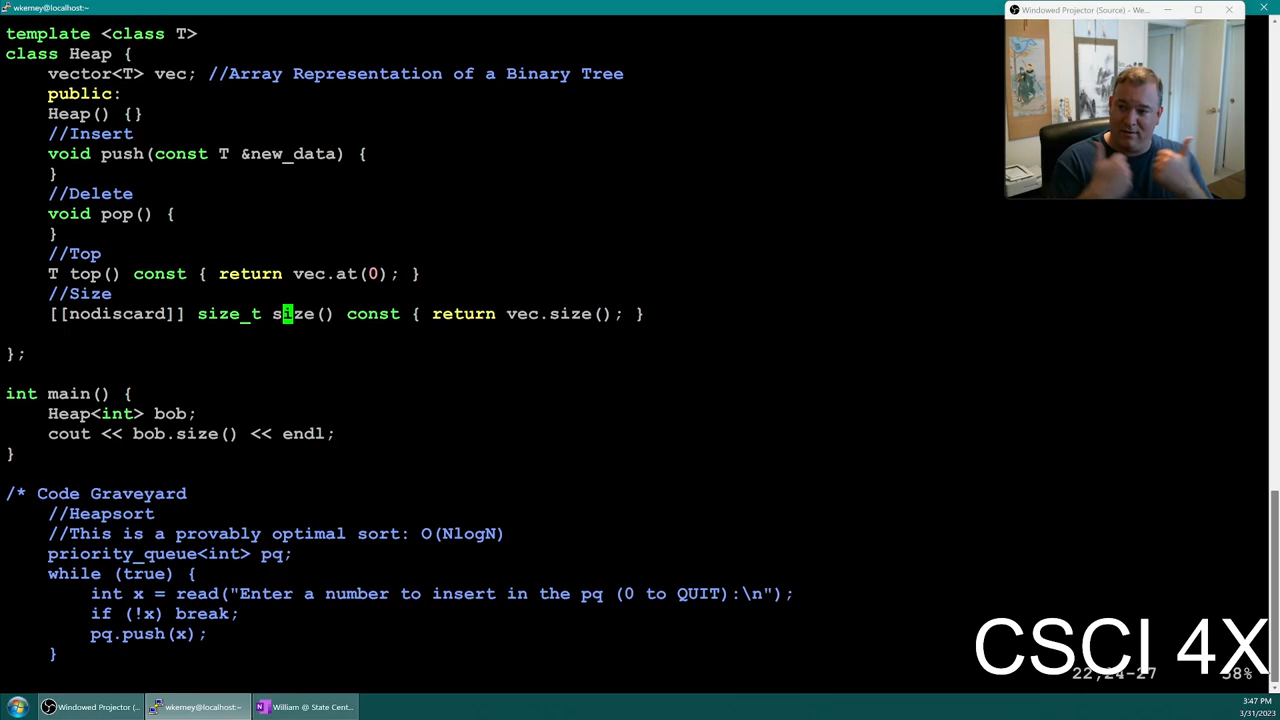 wkerney@localhost:~
Windowed Projector (Source) - We...
template <class T>
class Heap {
vector<T> vec; //Array Representation of a Binary Tree
public:
Heap() {}
//Insert
void push(const T &new_data) {
}
//Delete
void pop() {
}
//Top
T top() const { return vec.at(0); }
//Size
[[nodiscard]] size_t size() const { return vec.size(); }
};
int main() {
Heap<int> bob;
cout << bob.size() << endl;
}
/* Code Graveyard
//Heapsort
//This is a provably optimal sort: O(NlogN)
priority_queue<int> pq;
while (true) {
int x = read("Enter a number to insert in the pq (0 to QUIT):\n");
if (!x) break;
pq.push(x);
}
CSCI 4X
22,24-27 58%
Windowed Projector (...
wkerney@localhost:~
William @ State Cent...
3:47 PM
3/31/2023